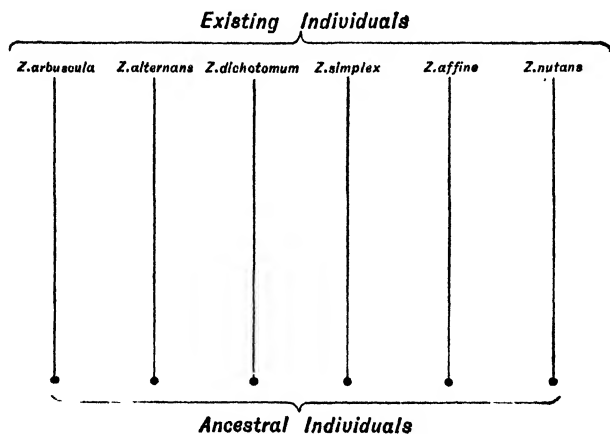 Existing Individuals
Z.arbuscula Z.alternans Z.dichotomum Z.simplex Z.affine Z.nutans
Ancestral Individuals